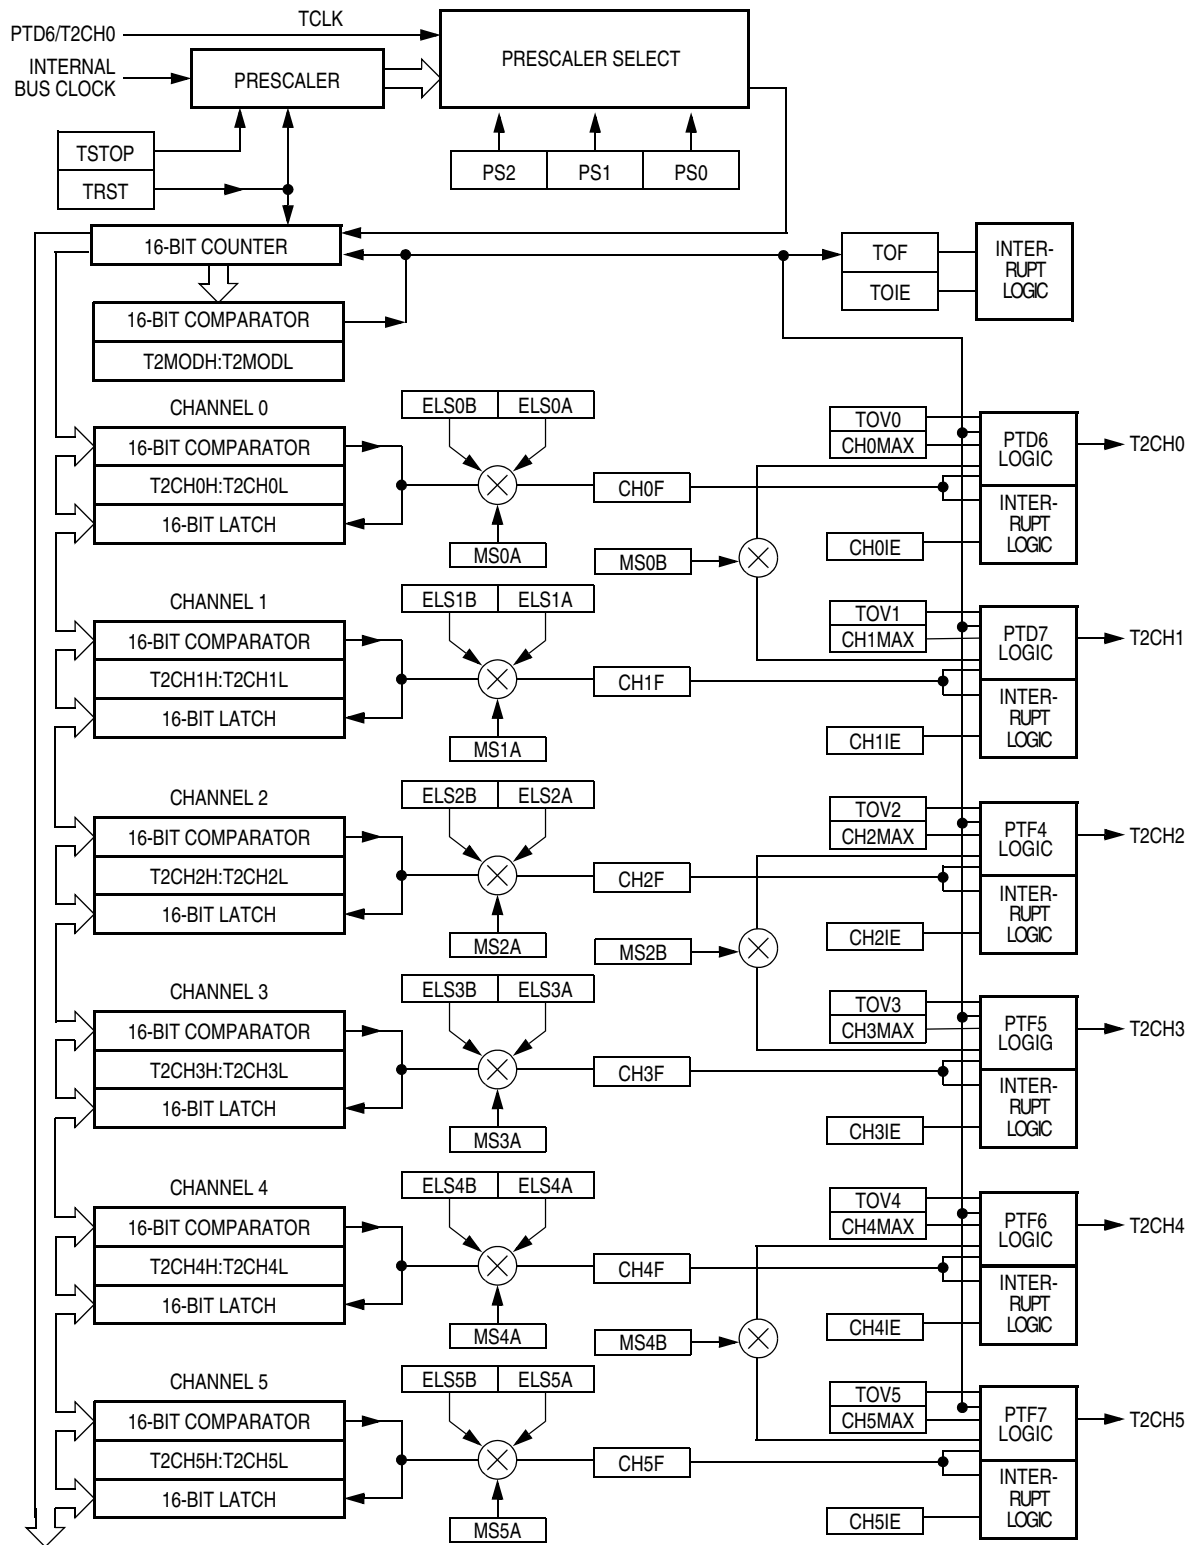 TCLK
PTD6/T2CH0
PRESCALER SELECT
INTERNAL
BUS CLOCK
PRESCALER
TSTOP
TRST
PS2 PS1 PS0
16-BIT COUNTER
TOF
TOIE
INTER-
RUPT
LOGIC
16-BIT COMPARATOR
T2MODH:T2MODL
CHANNEL 0
ELS0B ELS0A
16-BIT COMPARATOR
T2CH0H:T2CH0L
16-BIT LATCH
MS0A
CH0F
MS0B
TOV0
CH0MAX
CH0IE
PTD6
LOGIC
INTER-
RUPT
LOGIC
T2CH0
CHANNEL 1
ELS1B ELS1A
16-BIT COMPARATOR
T2CH1H:T2CH1L
16-BIT LATCH
MS1A
CH1F
TOV1
CH1MAX
CH1IE
PTD7
LOGIC
INTER-
RUPT
LOGIC
T2CH1
CHANNEL 2
ELS2B ELS2A
16-BIT COMPARATOR
T2CH2H:T2CH2L
16-BIT LATCH
MS2A
CH2F
MS2B
TOV2
CH2MAX
CH2IE
PTF4
LOGIC
INTER-
RUPT
LOGIC
T2CH2
CHANNEL 3
ELS3B ELS3A
16-BIT COMPARATOR
T2CH3H:T2CH3L
16-BIT LATCH
MS3A
CH3F
TOV3
CH3MAX
CH3IE
PTF5
LOGIG
INTER-
RUPT
LOGIC
T2CH3
CHANNEL 4
ELS4B ELS4A
16-BIT COMPARATOR
T2CH4H:T2CH4L
16-BIT LATCH
MS4A
CH4F
MS4B
TOV4
CH4MAX
CH4IE
PTF6
LOGIC
INTER-
RUPT
LOGIC
T2CH4
CHANNEL 5
ELS5B ELS5A
16-BIT COMPARATOR
T2CH5H:T2CH5L
16-BIT LATCH
MS5A
CH5F
TOV5
CH5MAX
CH5IE
PTF7
LOGIC
INTER-
RUPT
LOGIC
T2CH5